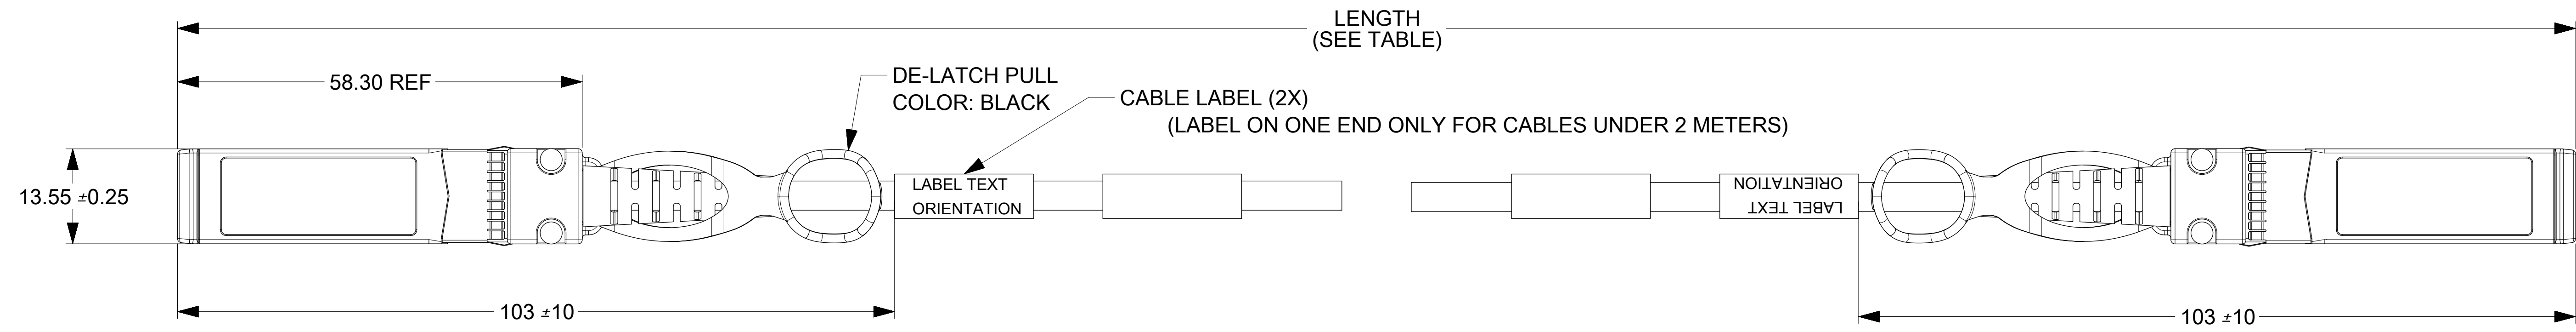 LENGTH
(SEE TABLE)
58.30 REF
DE-LATCH PULL
COLOR: BLACK
CABLE LABEL (2X)
(LABEL ON ONE END ONLY FOR CABLES UNDER 2 METERS)
13.55 ±0.25
LABEL TEXT
ORIENTATION
LABEL TEXT
ORIENTATION
103 ±10
103 ±10